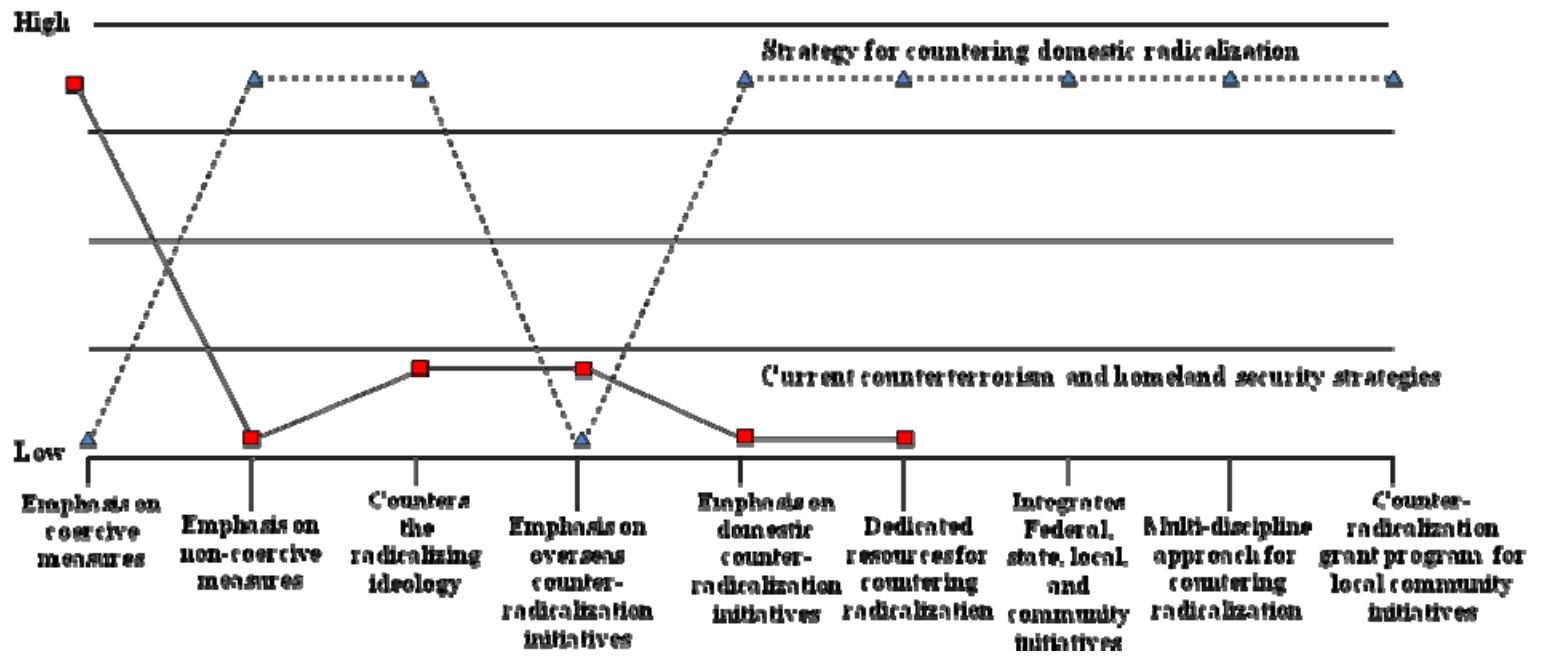 High
Strategy for countering domestic radicalization
Current counterterrorism and homeland security strategies
Low
Emphasis on
coercive
measures
Emphasis on
non-coercive
measures
Counters
the
radicalizing
ideology
Emphasis on
overseas
counter-
radicalization
initiatives
Emphasis on
domestic
counter-
radicalization
initiatives
Dedicated
resources for
countering
radicalization
Integrates
Federal,
state, local,
and
community
initiatives
Multi-discipline
approach for
countering
radicalization
Counter-
radicalization
grant program for
local community
initiatives